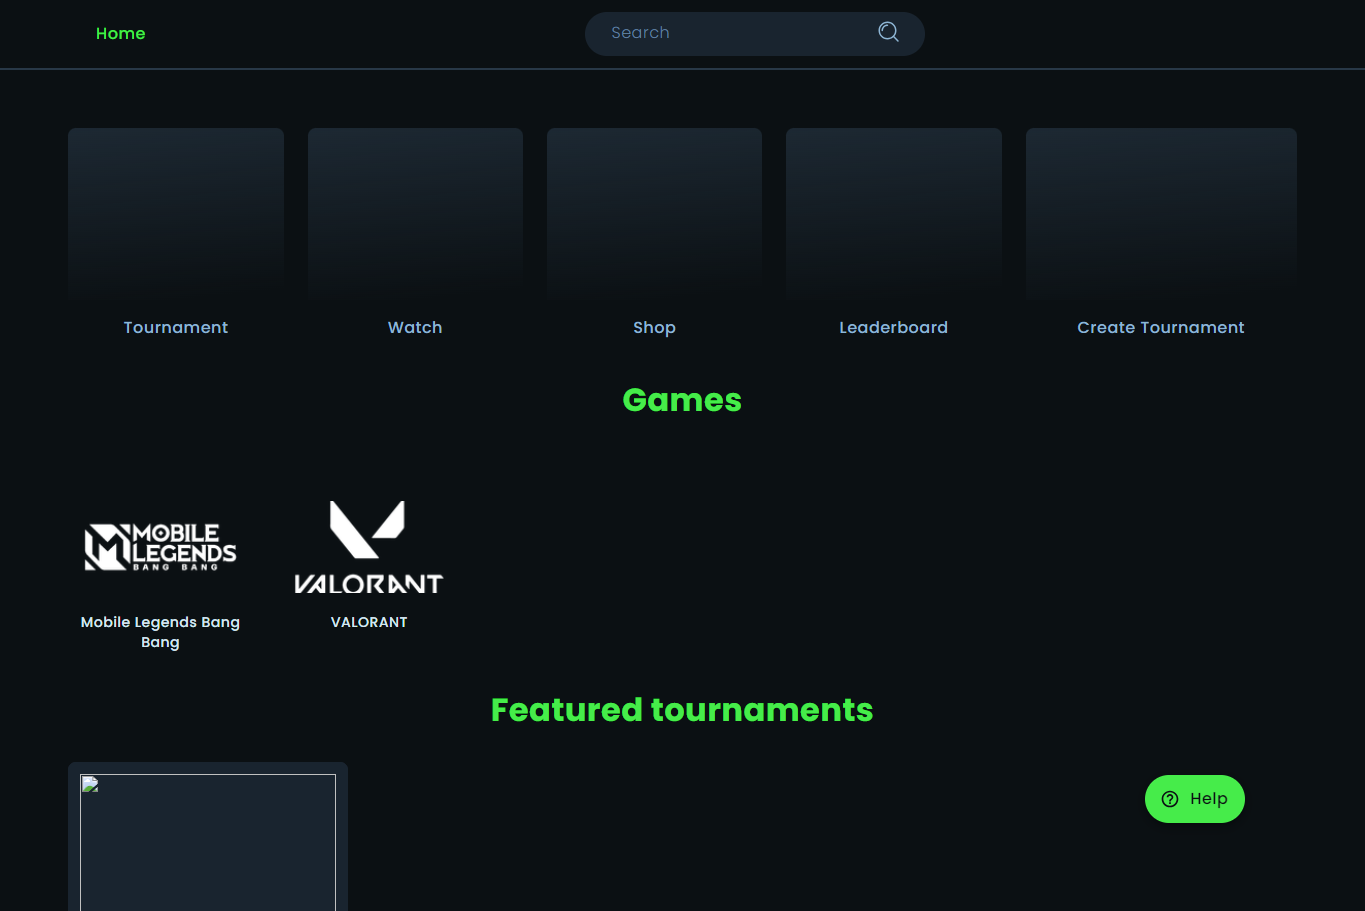 Home
Search
Tournament
Watch
Shop
Leaderboard
Create Tournament
Games
MOBILE
LEGENDS
BANG BANG
VALORANT
Mobile Legends Bang
Bang
VALORANT
Featured tournaments
Help